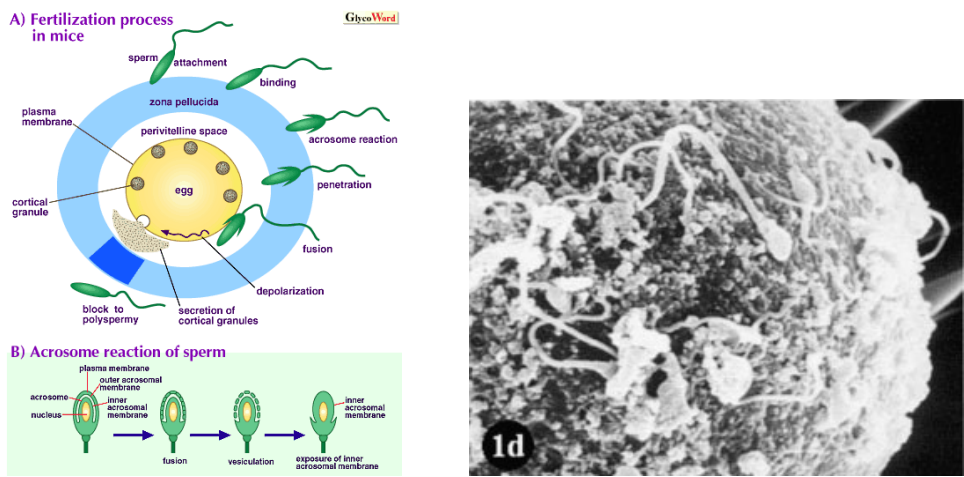 A) Fertilization process
in mice
GlycoWord
sperm
attachment
binding
zona pellucida
plasma
membrane
perivitelline space
acrosome reaction
egg
penetration
cortical
granule
fusion
depolarization
block to
polyspermy
secretion of
cortical granules
B) Acrosome reaction of sperm
plasma membrane
outer acrosomal
membrane
acrosome
inner
acrosomal
membrane
nucleus
inner
acrosomal
membrane
fusion
vesiculation
exposure of inner
acrosomal membrane
1d